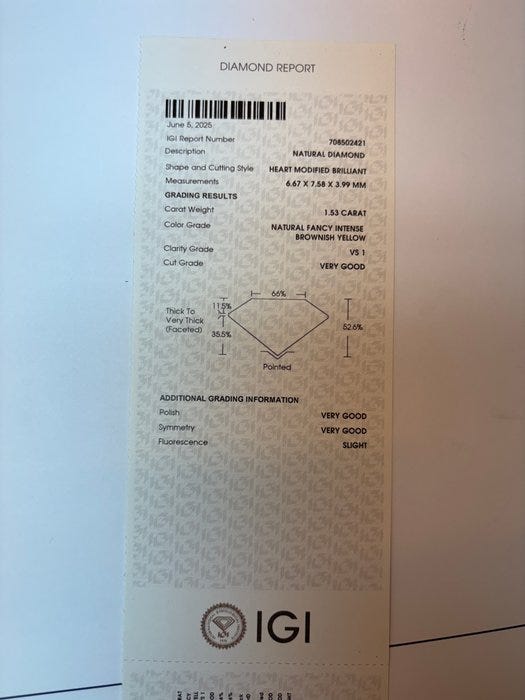 DIAMOND REPORT
June 5, 2025
IGI Report Number 708502421
Description NATURAL DIAMOND
Shape and Cutting Style HEART MODIFIED BRILLIANT
Measurements 6.67 X 7.58 X 3.99 MM
GRADING RESULTS
Carat Weight 1.53 CARAT
Color Grade NATURAL FANCY INTENSE
BROWNISH YELLOW
Clarity Grade VS 1
Cut Grade VERY GOOD
66%
11.5%
Thick To
Very Thick
(Faceted)
35.5%
52.6%
Pointed
ADDITIONAL GRADING INFORMATION
Polish VERY GOOD
Symmetry VERY GOOD
Fluorescence SLIGHT
IGI